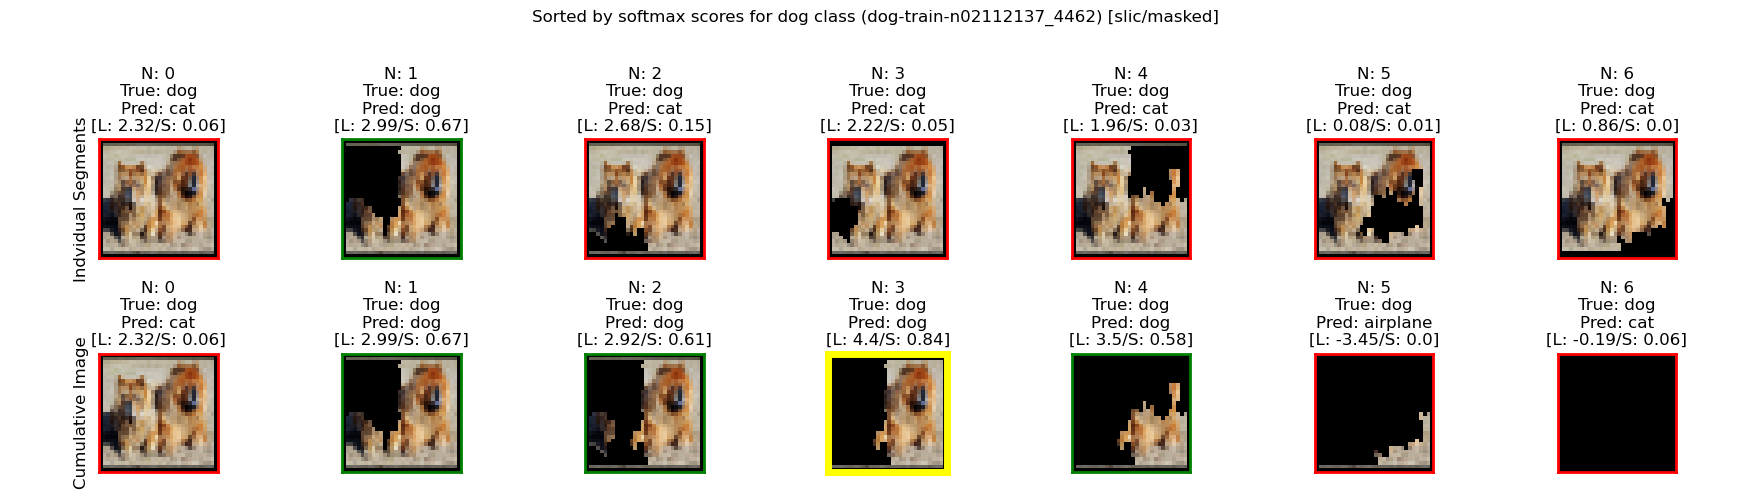 Sorted by softmax scores for dog class (dog-train-n02112137_4462) [slic/masked]
Indvidual Segments
N: 0
True: dog
Pred: cat
[L: 2.32/S: 0.06]
N: 1
True: dog
Pred: dog
[L: 2.99/S: 0.67]
N: 2
True: dog
Pred: cat
[L: 2.68/S: 0.15]
N: 3
True: dog
Pred: cat
[L: 2.22/S: 0.05]
N: 4
True: dog
Pred: cat
[L: 1.96/S: 0.03]
N: 5
True: dog
Pred: cat
[L: 0.08/S: 0.01]
N: 6
True: dog
Pred: cat
[L: 0.86/S: 0.0]
Cumulative Image
N: 0
True: dog
Pred: cat
[L: 2.32/S: 0.06]
N: 1
True: dog
Pred: dog
[L: 2.99/S: 0.67]
N: 2
True: dog
Pred: dog
[L: 2.92/S: 0.61]
N: 3
True: dog
Pred: dog
[L: 4.4/S: 0.84]
N: 4
True: dog
Pred: dog
[L: 3.5/S: 0.58]
N: 5
True: dog
Pred: airplane
[L: -3.45/S: 0.0]
N: 6
True: dog
Pred: cat
[L: -0.19/S: 0.06]